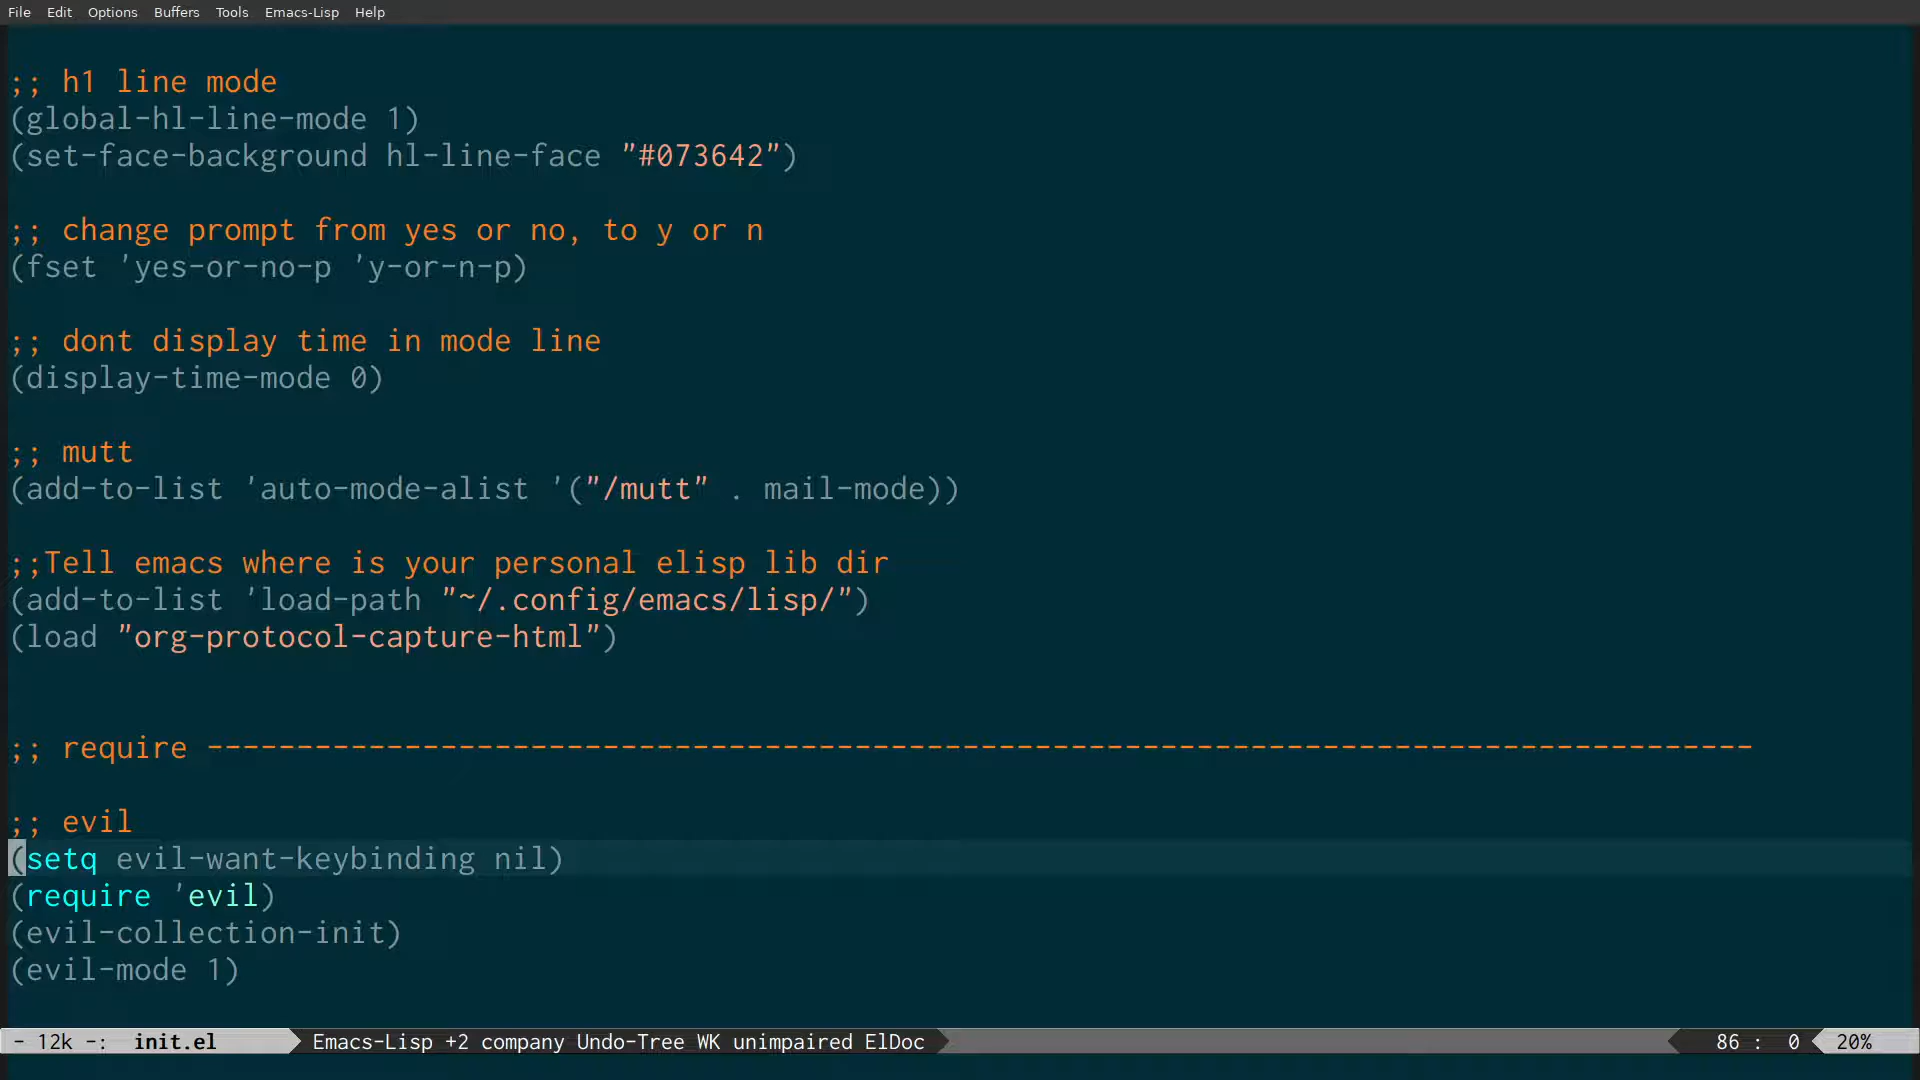 File Edit Options Buffers Tools Emacs-Lisp Help
;; h1 line mode
(global-hl-line-mode 1)
(set-face-background hl-line-face "#073642")
;; change prompt from yes or no, to y or n
(fset 'yes-or-no-p 'y-or-n-p)
;; dont display time in mode line
(display-time-mode 0)
;; mutt
(add-to-list 'auto-mode-alist '("/mutt" . mail-mode))
;;Tell emacs where is your personal elisp lib dir
(add-to-list 'load-path "~/.config/emacs/lisp/")
(load "org-protocol-capture-html")
;; require --------------------------------------------------------------------------------------
;; evil
(setq evil-want-keybinding nil)
(require 'evil)
(evil-collection-init)
(evil-mode 1)
- 12k -: init.el Emacs-Lisp +2 company Undo-Tree WK unimpaired ElDoc 86 : 0 20%